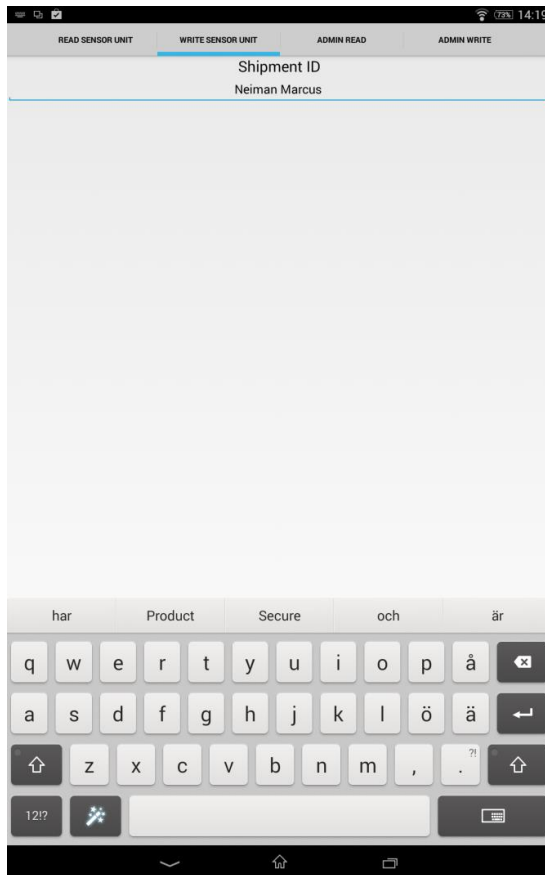 73% 14:19
READ SENSOR UNIT WRITE SENSOR UNIT ADMIN READ ADMIN WRITE
Shipment ID
Neiman Marcus
har Product Secure och är
q w e r t y u i o p å
a s d f g h j k l ö ä
z x c v b n m , . ?!
12!?